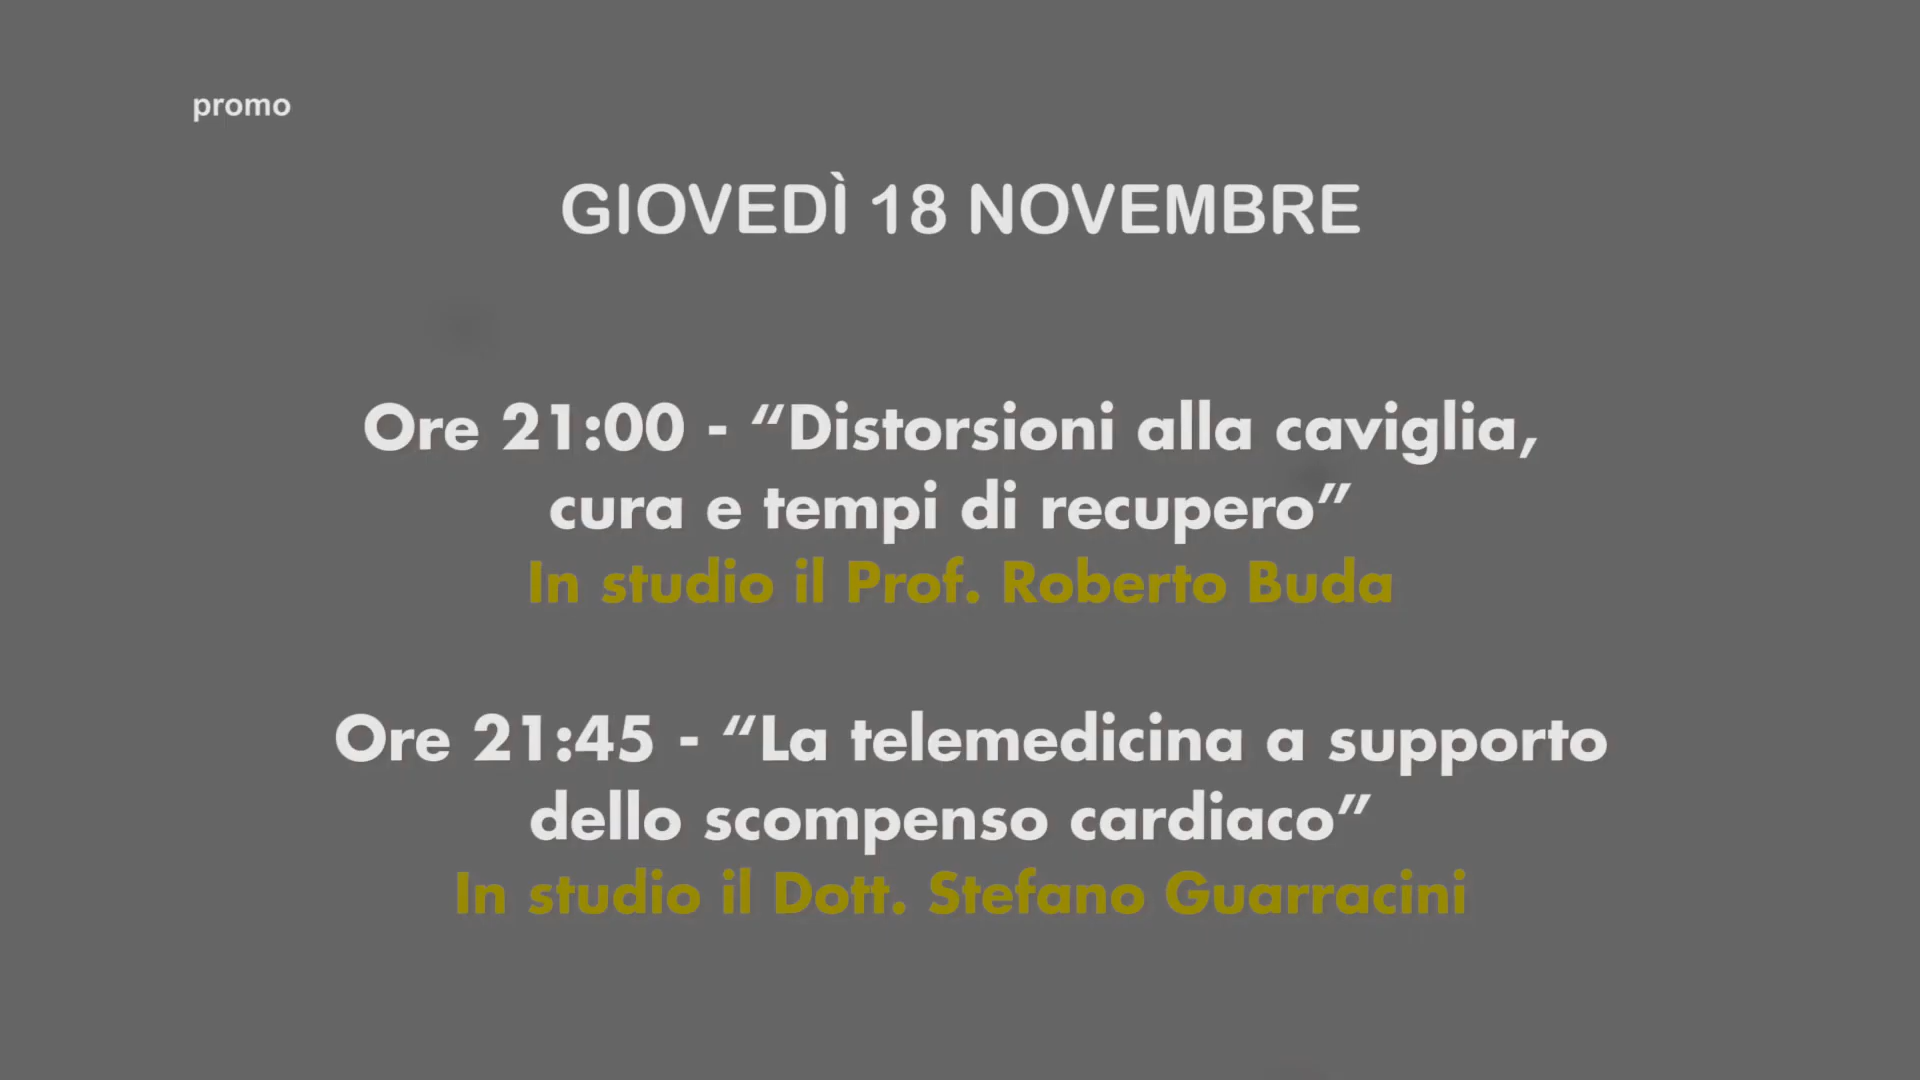 promo
GIOVEDÌ 18 NOVEMBRE
Ore 21:00 - “Distorsioni alla caviglia,
cura e tempi di recupero”
In studio il Prof. Roberto Buda
Ore 21:45 - “La telemedicina a supporto
dello scompenso cardiaco”
In studio il Dott. Stefano Guarracini